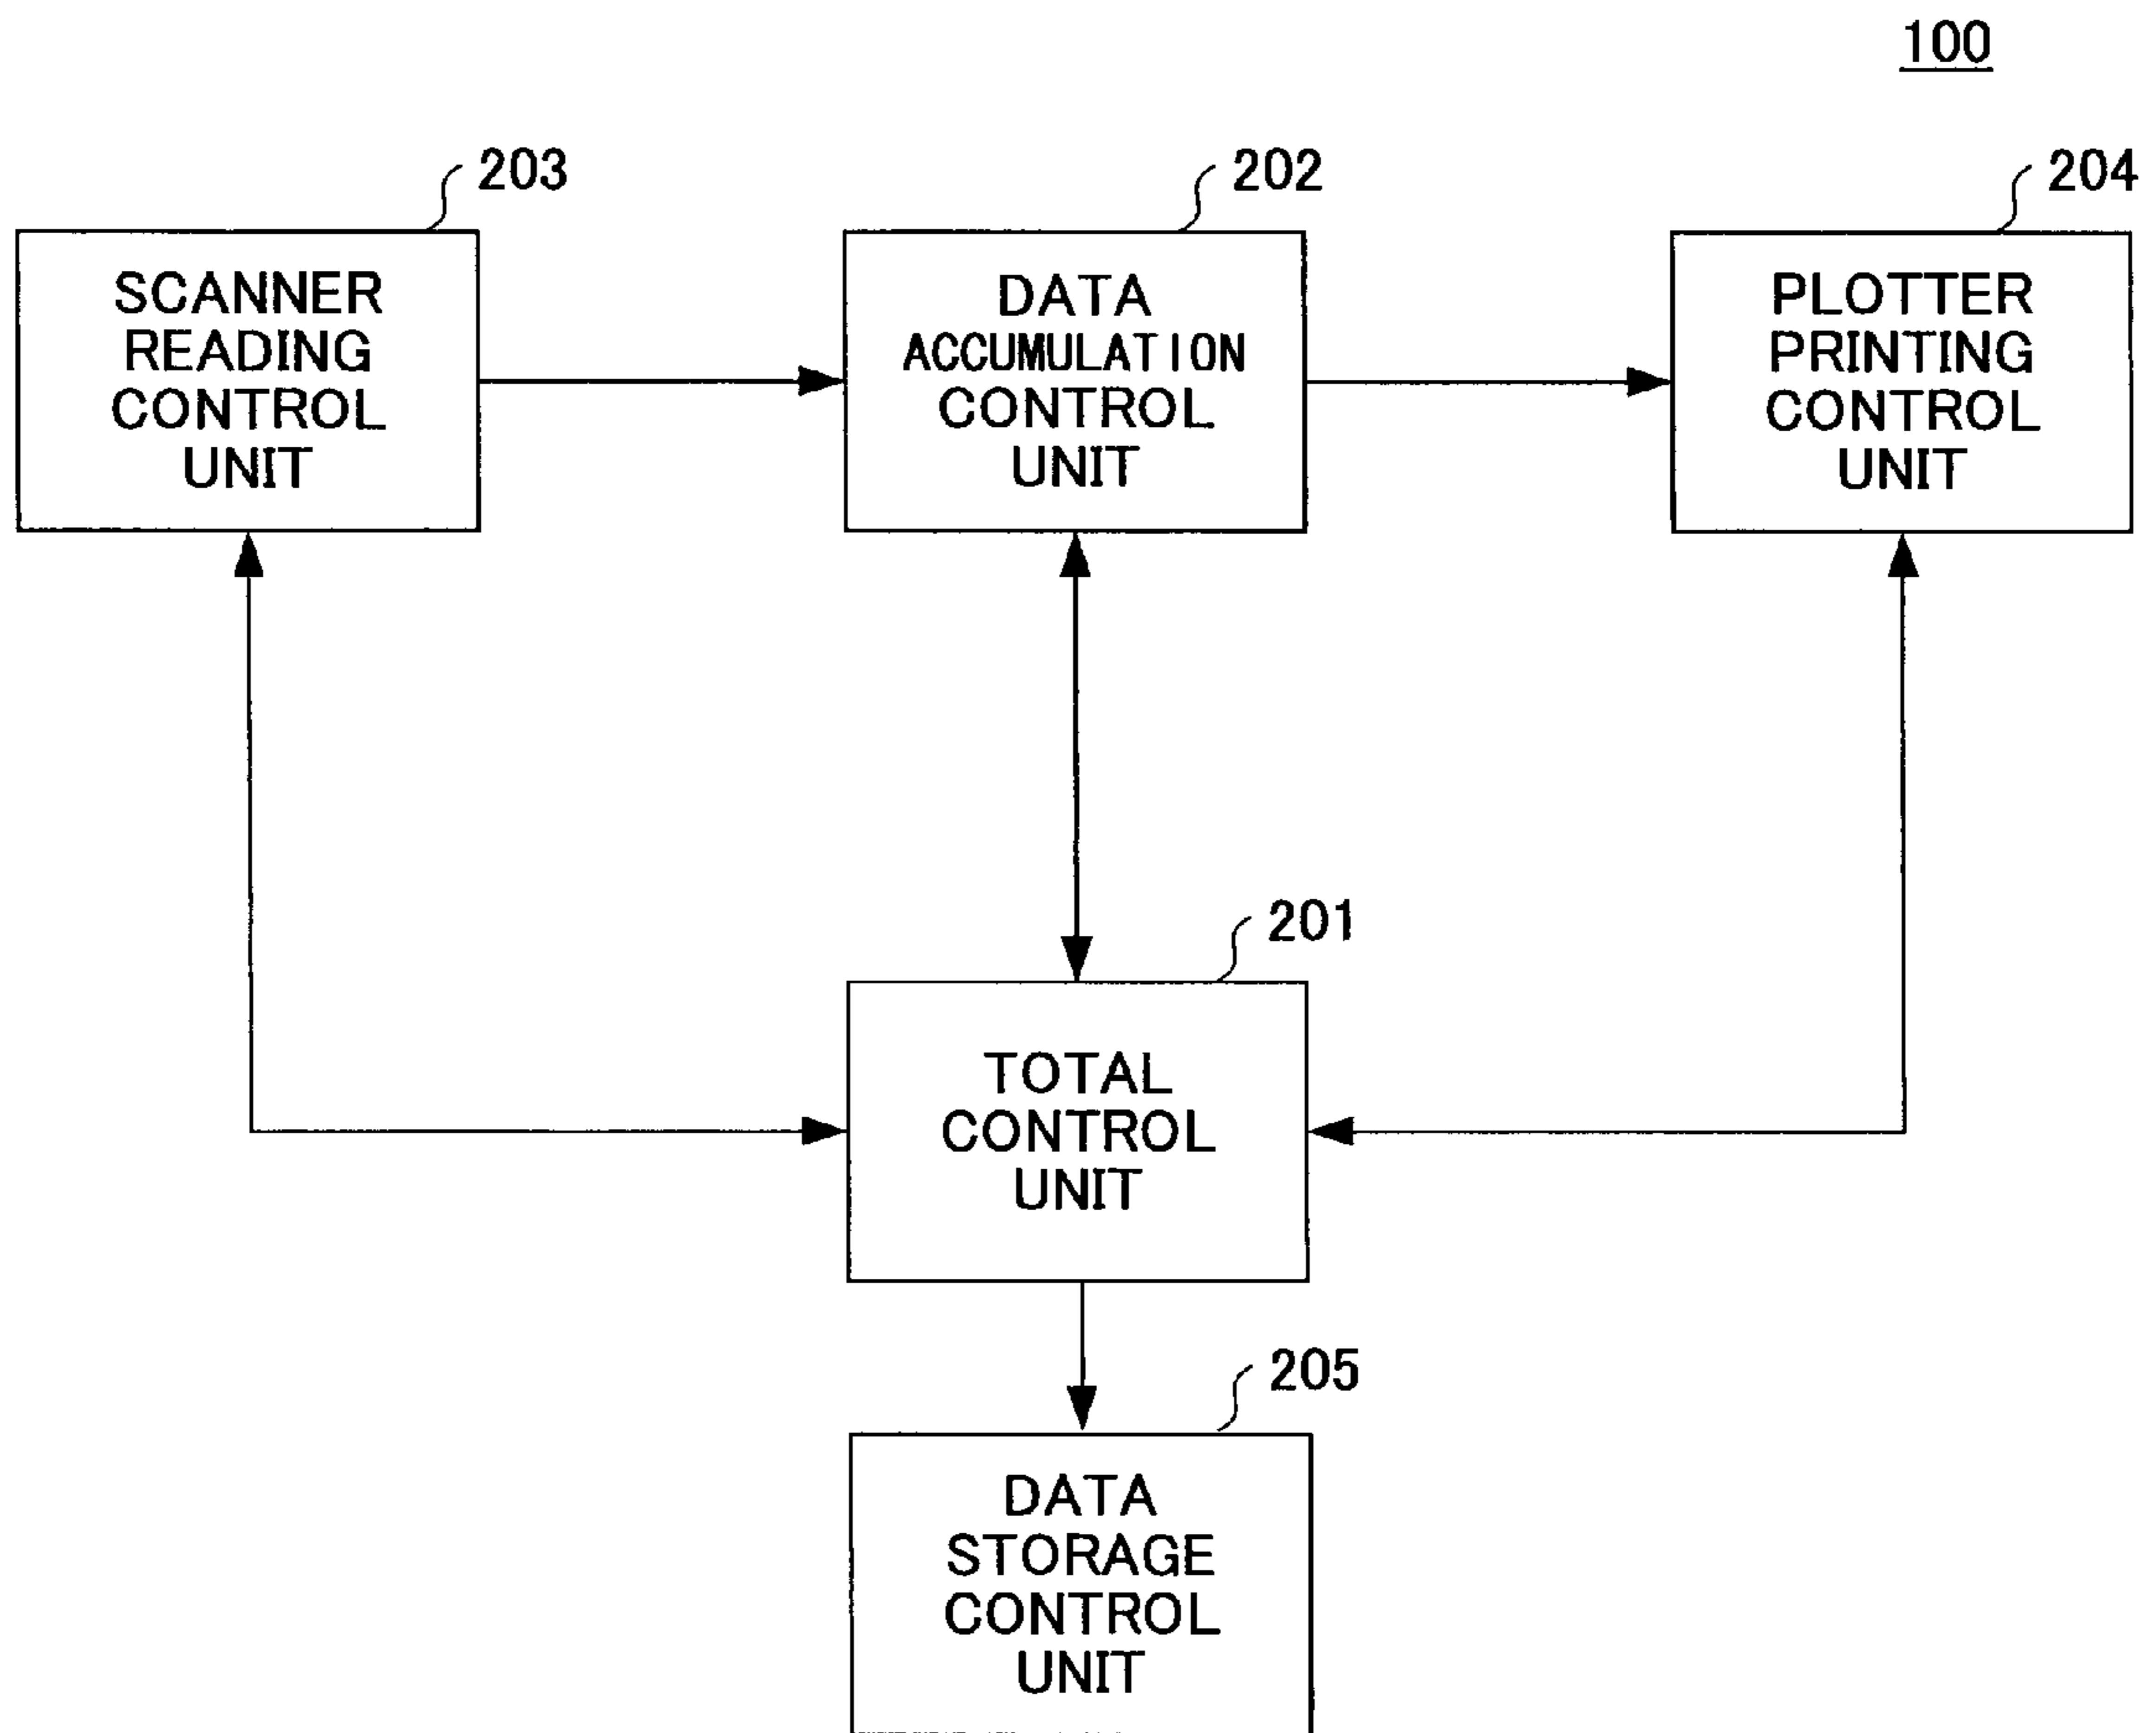 100
203
SCANNER
READING
CONTROL
UNIT
202
DATA
ACCUMULATION
CONTROL
UNIT
204
PLOTTER
PRINTING
CONTROL
UNIT
201
TOTAL
CONTROL
UNIT
205
DATA
STORAGE
CONTROL
UNIT